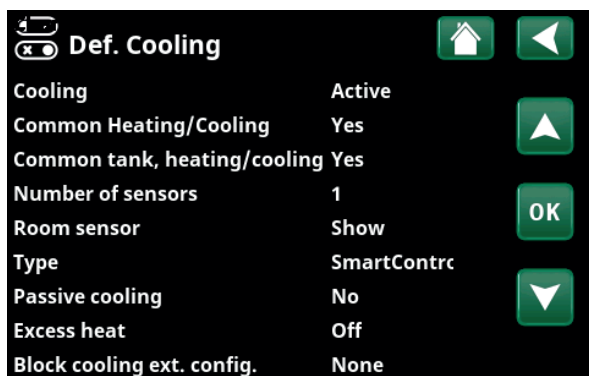 Def. Cooling
Cooling Active
Common Heating/Cooling Yes
Common tank, heating/cooling Yes
Number of sensors 1
Room sensor Show
OK
Type SmartContrc
Passive cooling No
Excess heat Off
Block cooling ext. config. None